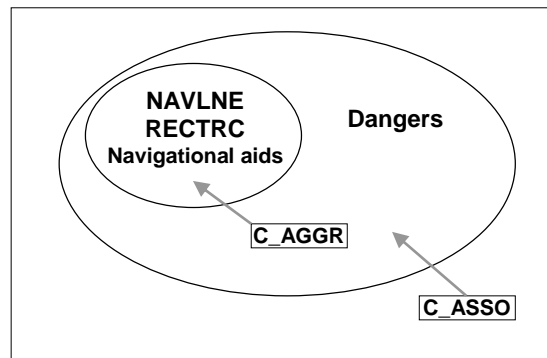 NAVLNE
RECTRC
Navigational aids
Dangers
C_AGGR
C_ASSO